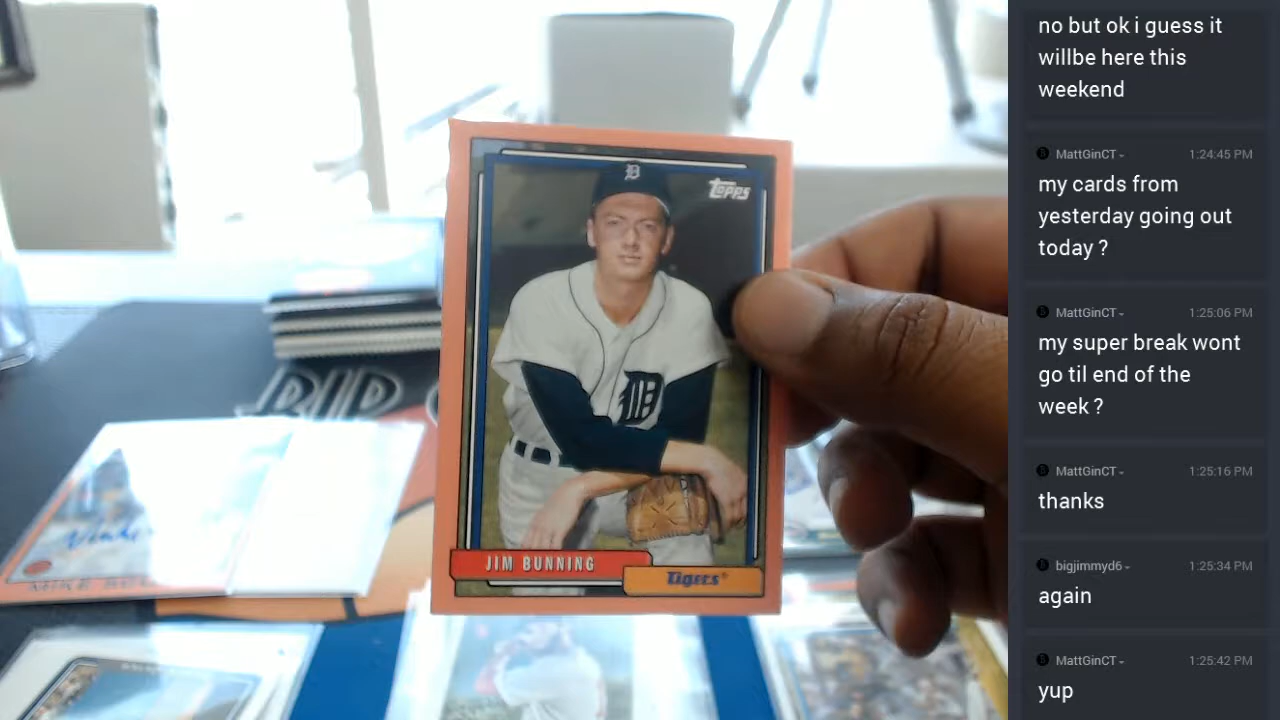 no but ok i guess it
willbe here this
weekend
MattGinCT
1:24:45 PM
my cards from
yesterday going out
today ?
MattGinCT
1:25:06 PM
my super break wont
go til end of the
week ?
MattGinCT
1:25:16 PM
thanks
bigjimmyd6
1:25:34 PM
again
MattGinCT
1:25:42 PM
yup
D
TOPPS
D
JIM BUNNING
Tigers
RIP
MIKE